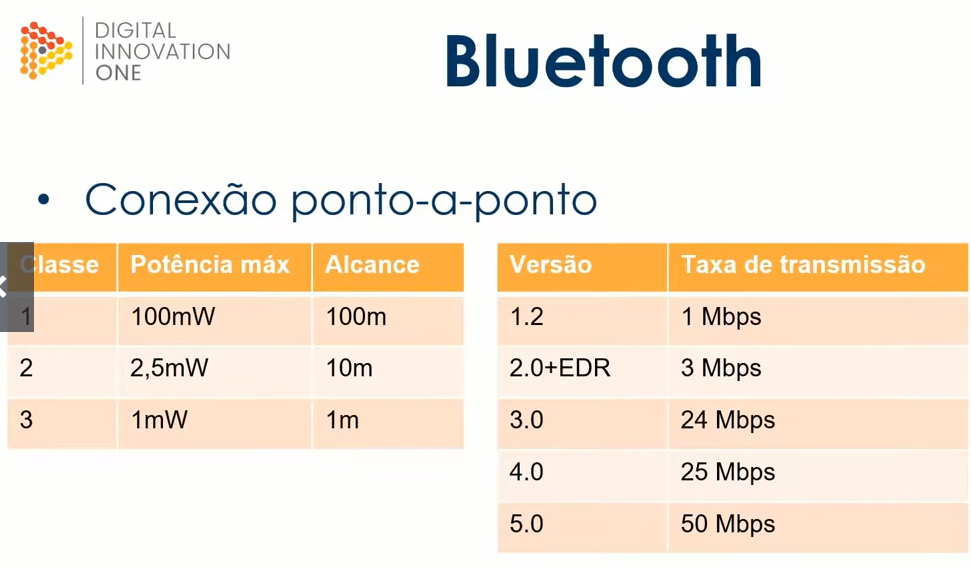 DIGITAL
INNOVATION
ONE
Bluetooth
• Conexão ponto-a-ponto
Classe Potência máx Alcance
1 100mW 100m
2 2,5mW 10m
3 1mW 1m
Versão Taxa de transmissão
1.2 1 Mbps
2.0+EDR 3 Mbps
3.0 24 Mbps
4.0 25 Mbps
5.0 50 Mbps